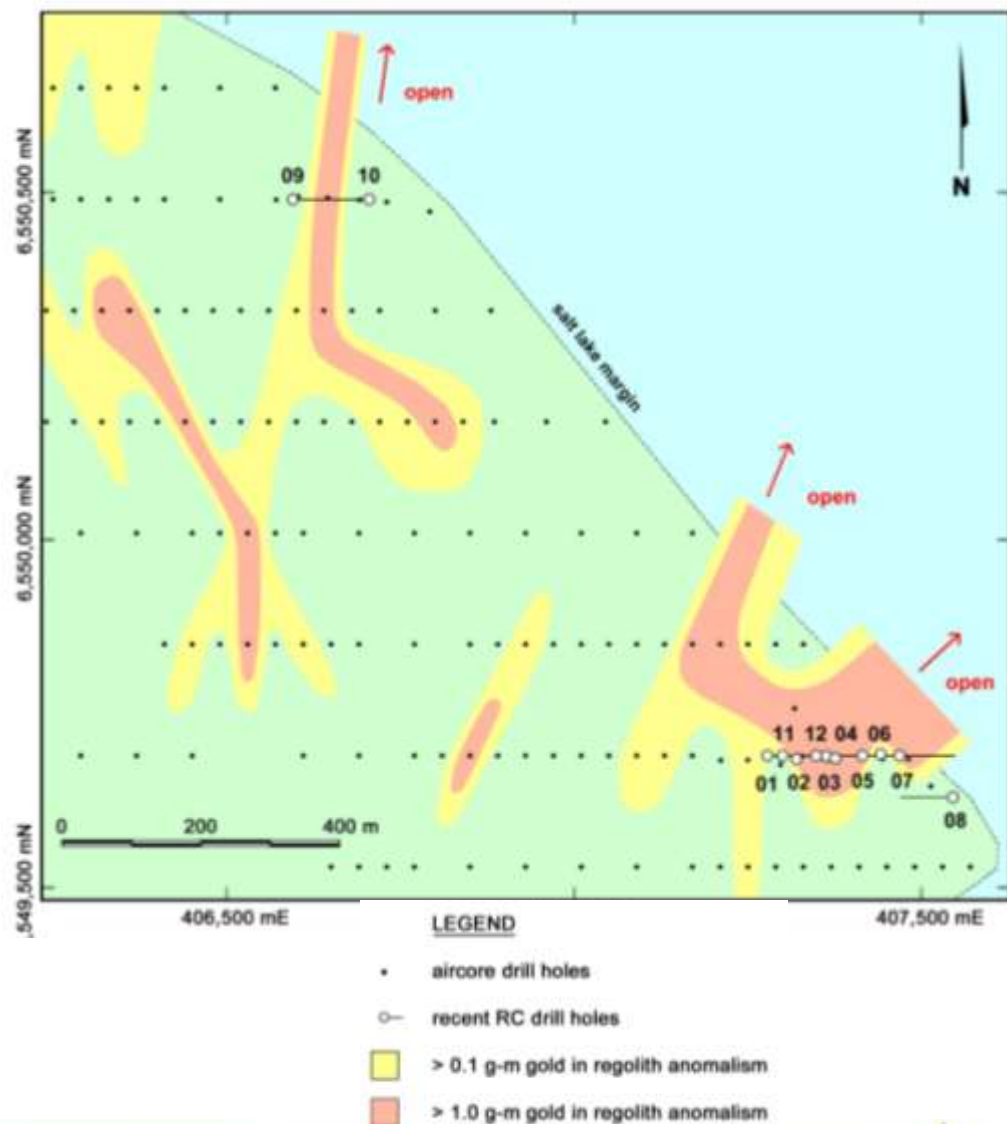 open
09 10
6,550,500 mN
salt lake margin
6,550,000 mN
open
N
open
11 12 04 06
01 02 03 05 07
08
0 200 400 m
,549,500 mN
406,500 mE 407,500 mE
LEGEND
aircore drill holes
recent RC drill holes
> 0.1 g-m gold in regolith anomalism
> 1.0 g-m gold in regolith anomalism